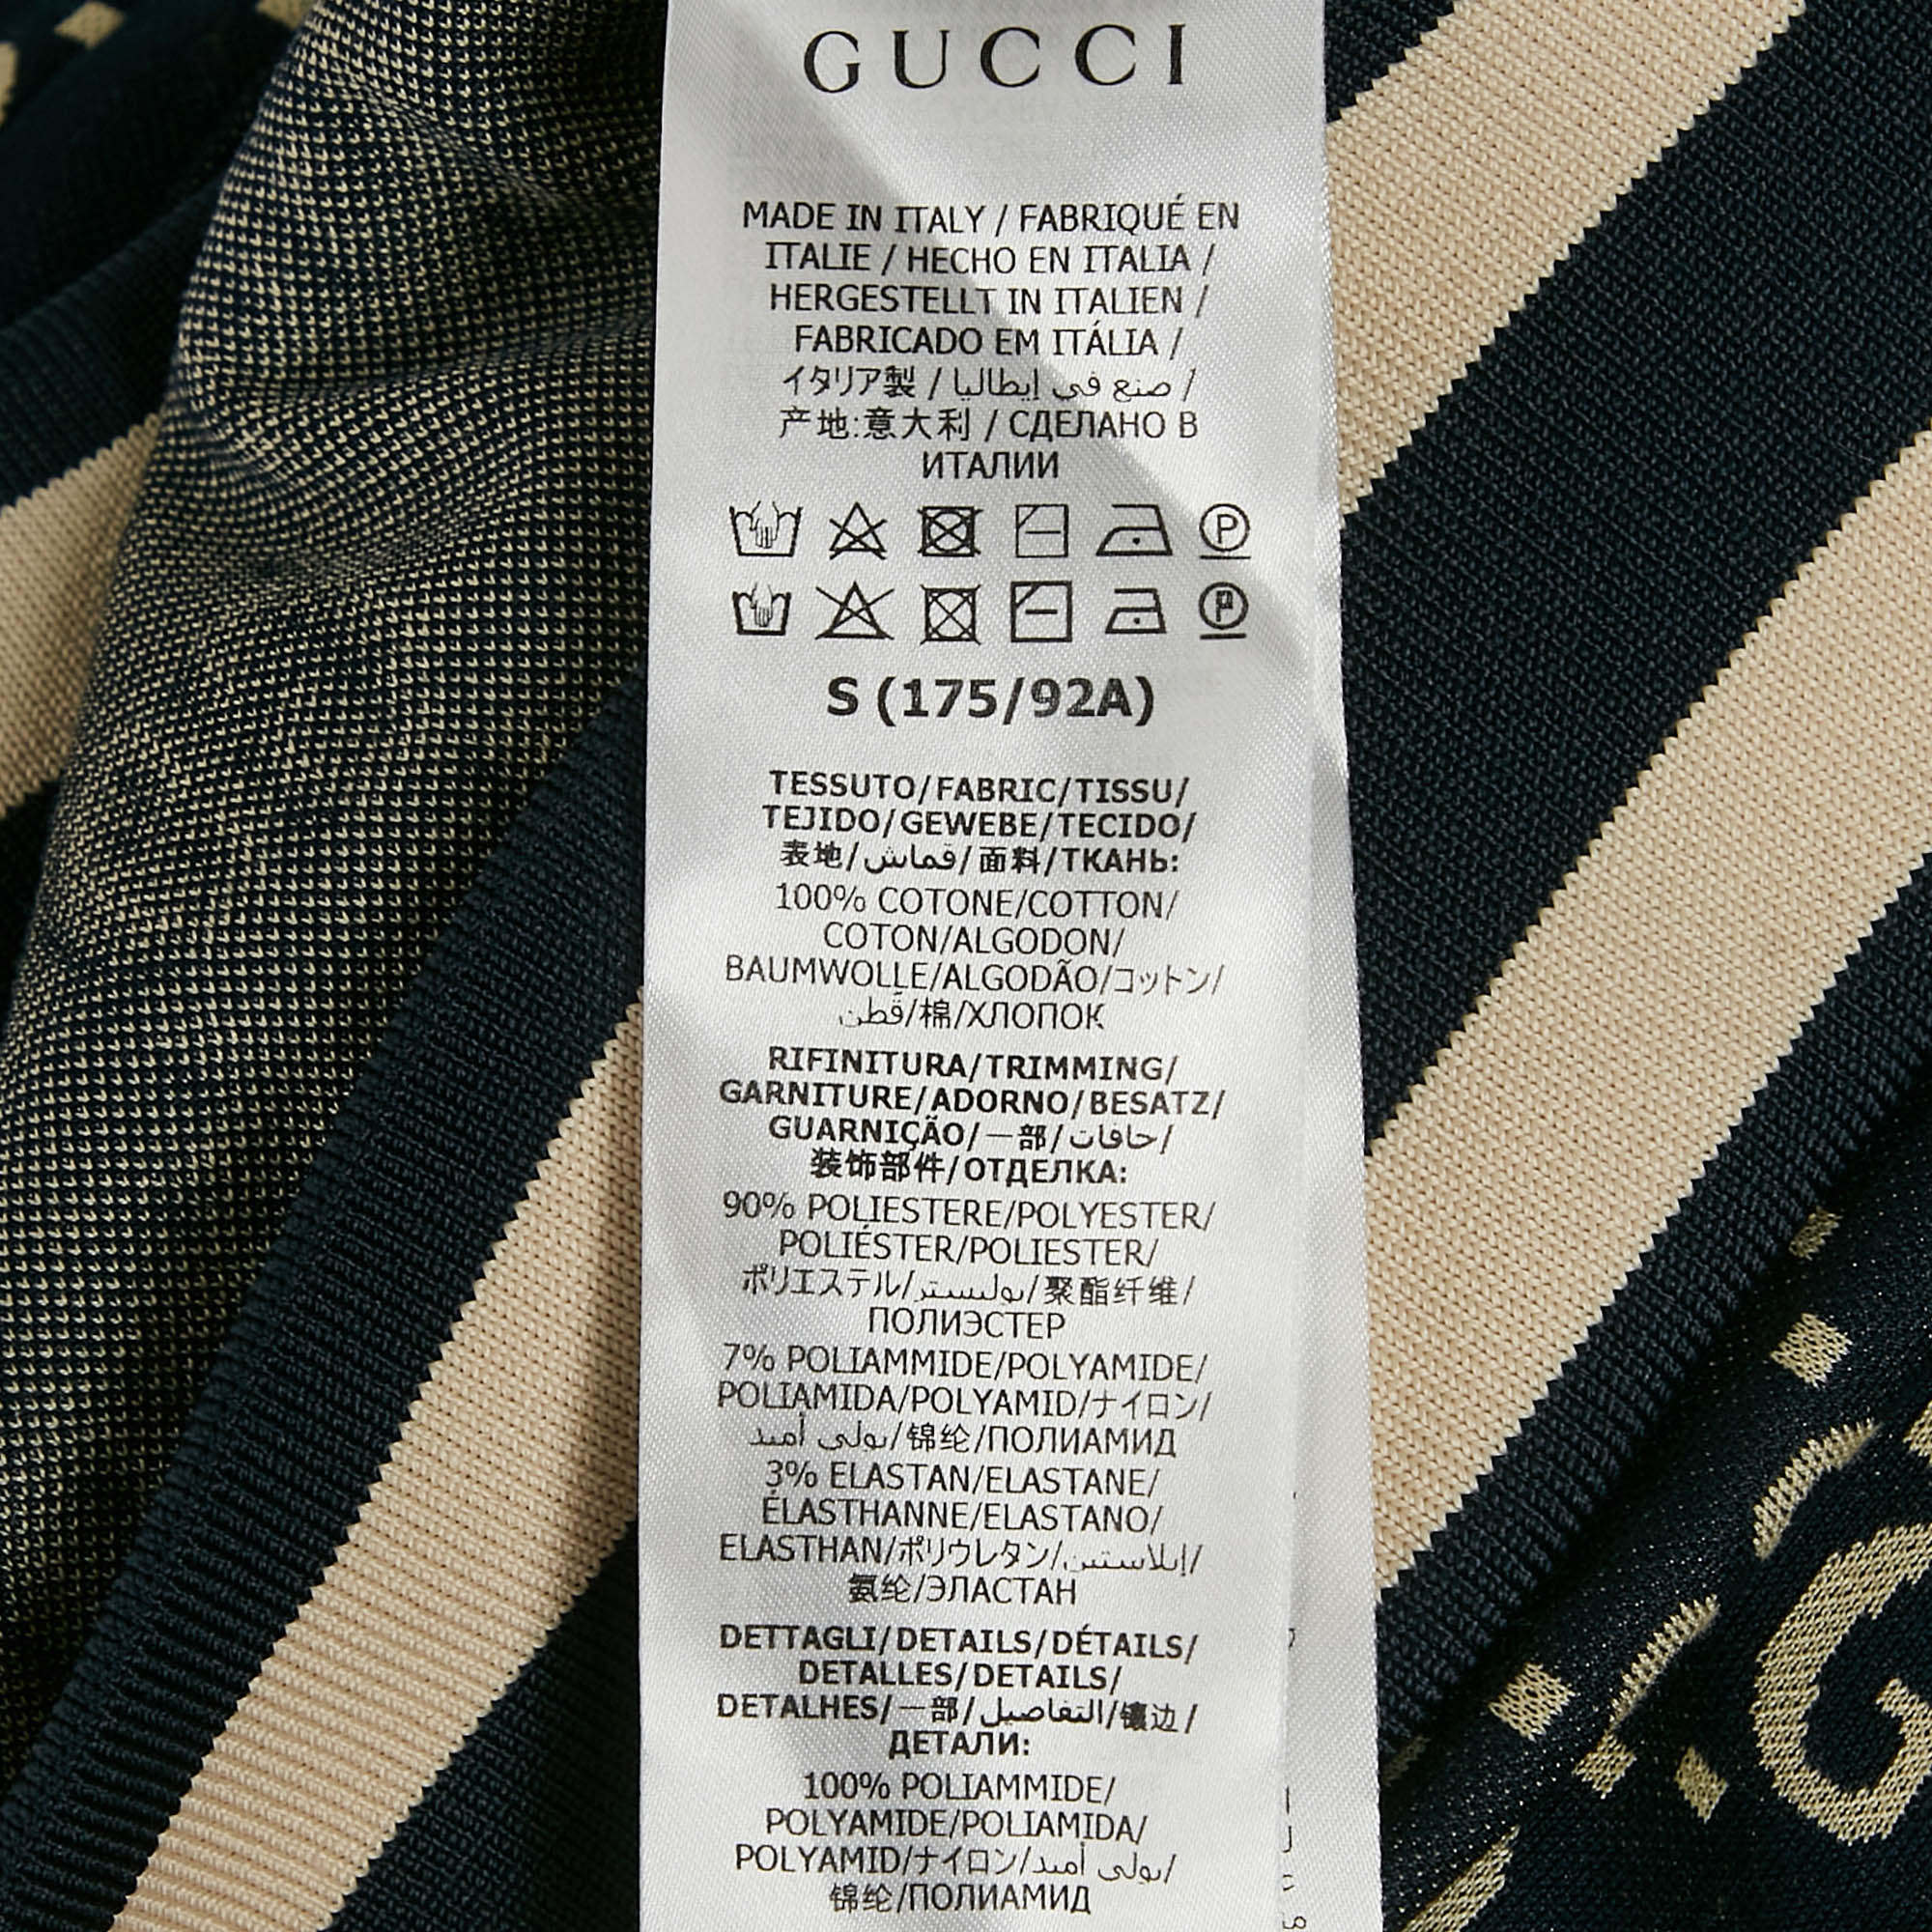 GUCCI
MADE IN ITALY / FABRIQUÉ EN
ITALIE / HECHO EN ITALIA /
HERGESTELLT IN ITALIEN /
FABRICADO EM ITÁLIA /
イタリア製 / صنع في إيطاليا /
产地:意大利 / СДЕЛАНО В
ИТАЛИИ
P
P
S (175/92A)
TESSUTO/FABRIC/TISSU/
TEJIDO/GEWEBE/TECIDO/
表地/قماش/面料/ТКАНЬ:
100% COTONE/COTTON/
COTON/ALGODON/
BAUMWOLLE/ALGODÃO/コットン/
قطن/棉/ХЛОПОК
RIFINITURA/TRIMMING/
GARNITURE/ADORNO/BESATZ/
GUARNIÇÃO/一部/حافات/
装饰部件/ОТДЕЛКА:
90% POLIESTERE/POLYESTER/
POLIÉSTER/POLIESTER/
ポリエステル/بوليستر/聚酯纤维/
ПОЛИЭСТЕР
7% POLIAMMIDE/POLYAMIDE/
POLIAMIDA/POLYAMID/ナイロン/
بولي أميد/锦纶/ПОЛИАМИД
3% ELASTAN/ELASTANE/
ÉLASTHANNE/ELASTANO/
ELASTHAN/ポリウレタン/إيلاستين/
氨纶/ЭЛАСТАН
DETTAGLI/DETAILS/DÉTAILS/
DETALLES/DETAILS/
DETALHES/一部/التفاصيل/镶边/
ДЕТАЛИ:
100% POLIAMMIDE/
POLYAMIDE/POLIAMIDA/
POLYAMID/ナイロン/بولي أميد/
锦纶/ПОЛИАМИД
G